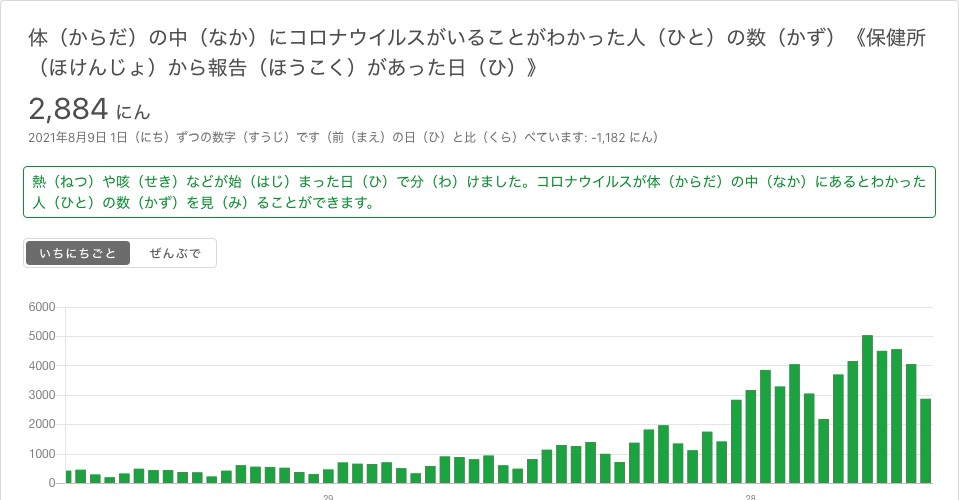 体（からだ）の中（なか）にコロナウイルスがいることがわかった人（ひと）の数（かず）《保健所
（ほけんじょ）から報告（ほうこく）があった日（ひ）》
2,884 にん
2021年8月9日 1日（にち）ずつの数字（すうじ）です（前（まえ）の日（ひ）と比（くら）べています: -1,182 にん）
熱（ねつ）や咳（せき）などが始（はじ）まった日（ひ）で分（わ）けました。コロナウイルスが体（からだ）の中（なか）にあるとわかった
人（ひと）の数（かず）を見（み）ることができます。
いちにちごと ぜんぶで
6000
5000
4000
3000
2000
1000
0
29 28